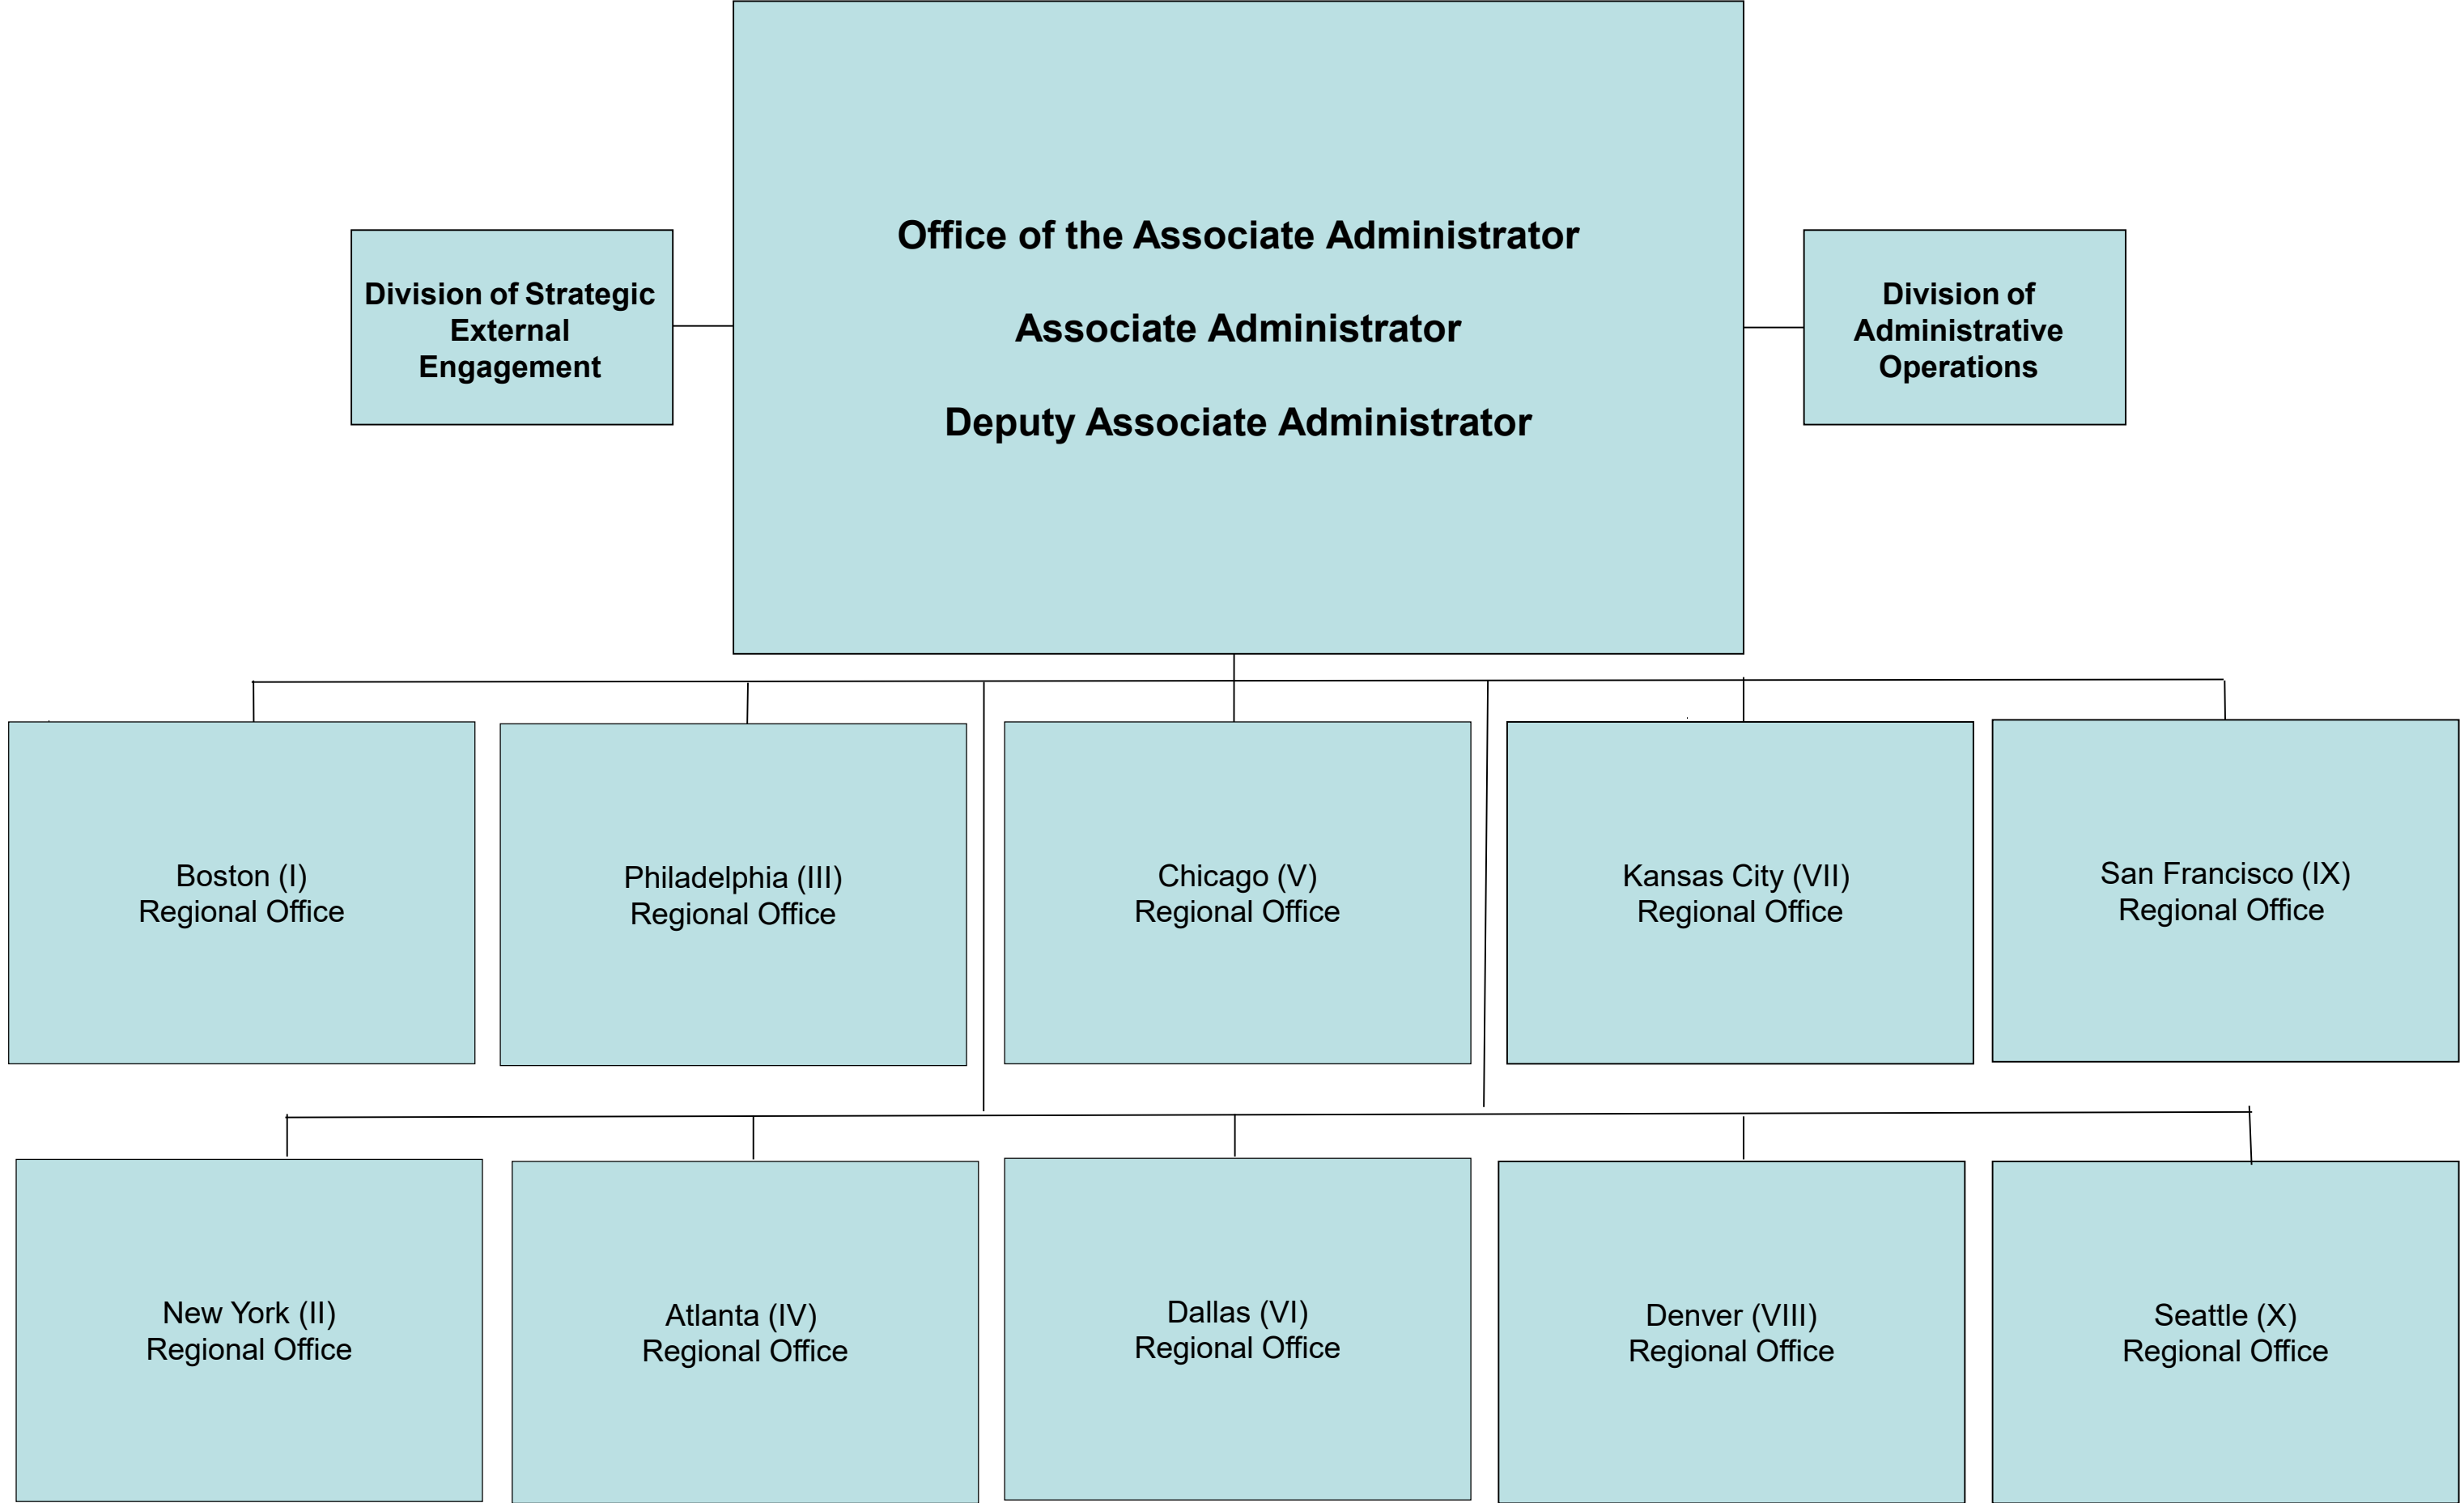 Office of the Associate Administrator
Associate Administrator
Deputy Associate Administrator
Division of Strategic
External
Engagement
Division of
Administrative
Operations
Boston (I)
Regional Office
Philadelphia (III)
Regional Office
Chicago (V)
Regional Office
Kansas City (VII)
Regional Office
San Francisco (IX)
Regional Office
New York (II)
Regional Office
Atlanta (IV)
Regional Office
Dallas (VI)
Regional Office
Denver (VIII)
Regional Office
Seattle (X)
Regional Office